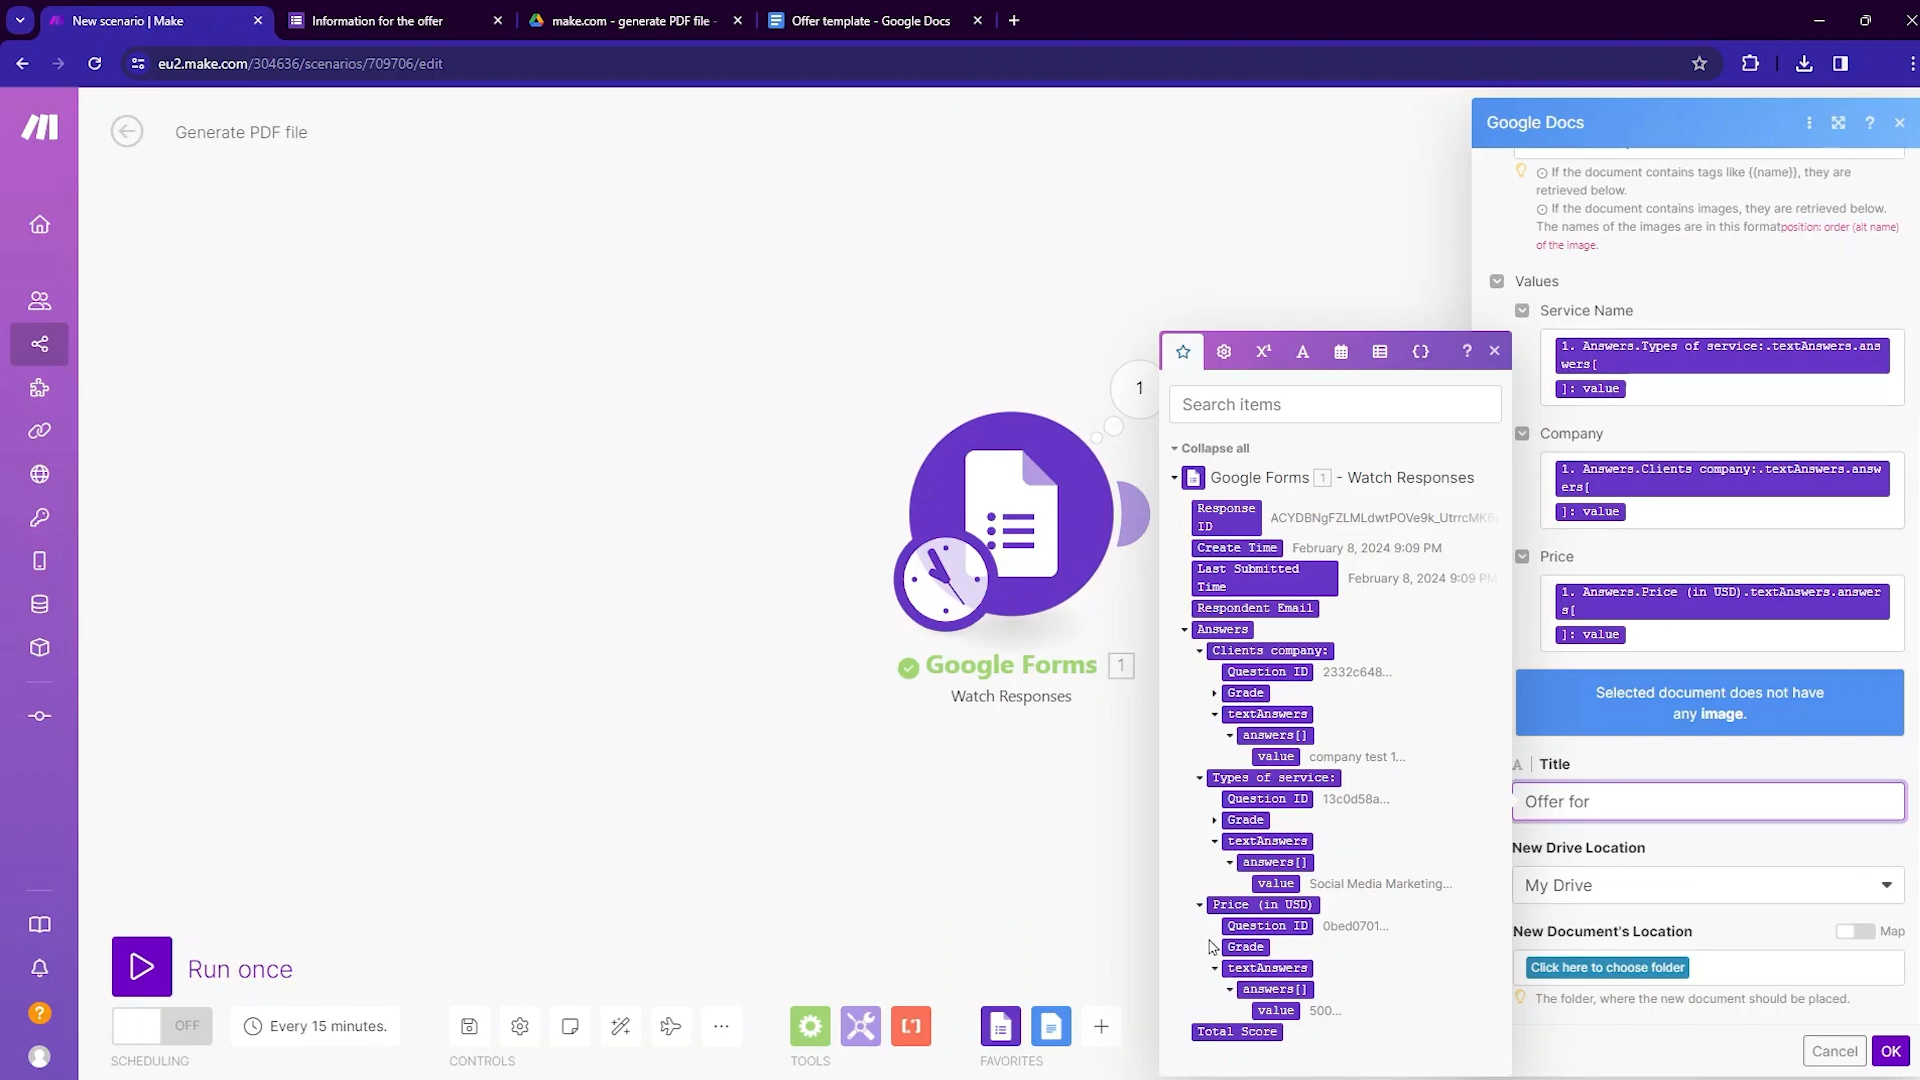 New scenario | Make
Information for the offer
make.com - generate PDF file -
Offer template - Google Docs
eu2.make.com/304636/scenarios/709706/edit
Generate PDF file
Google Docs
If the document contains tags like {{name}}, they are
retrieved below.
If the document contains images, they are retrieved below.
The names of the images are in this formatposition: order (alt name)
of the image.
Values
Service Name
1. Answers.Types of service:.textAnswers.ans
wers[
]: value
Company
1. Answers.Clients company:.textAnswers.answ
ers[
]: value
Price
1. Answers.Price (in USD).textAnswers.answer
s[
]: value
Selected document does not have
any image.
A | Title
Offer for
New Drive Location
My Drive
New Document's Location
Map
Click here to choose folder
The folder, where the new document should be placed.
Cancel
OK
Search items
Collapse all
Google Forms 1 - Watch Responses
Response
ID
Create Time February 8, 2024 9:09 PM
Last Submitted
Time
February 8, 2024 9:09 PM
Respondent Email
Answers
Clients company:
Question ID 2332c648...
Grade
textAnswers
answers[]
value company test 1...
Types of service:
Question ID 13c0d58a...
Grade
textAnswers
answers[]
value Social Media Marketing...
Price (in USD)
Question ID 0bed0701...
Grade
textAnswers
answers[]
value 500...
Total Score
1
Google Forms 1
Watch Responses
Run once
OFF
Every 15 minutes.
SCHEDULING
CONTROLS
TOOLS
FAVORITES